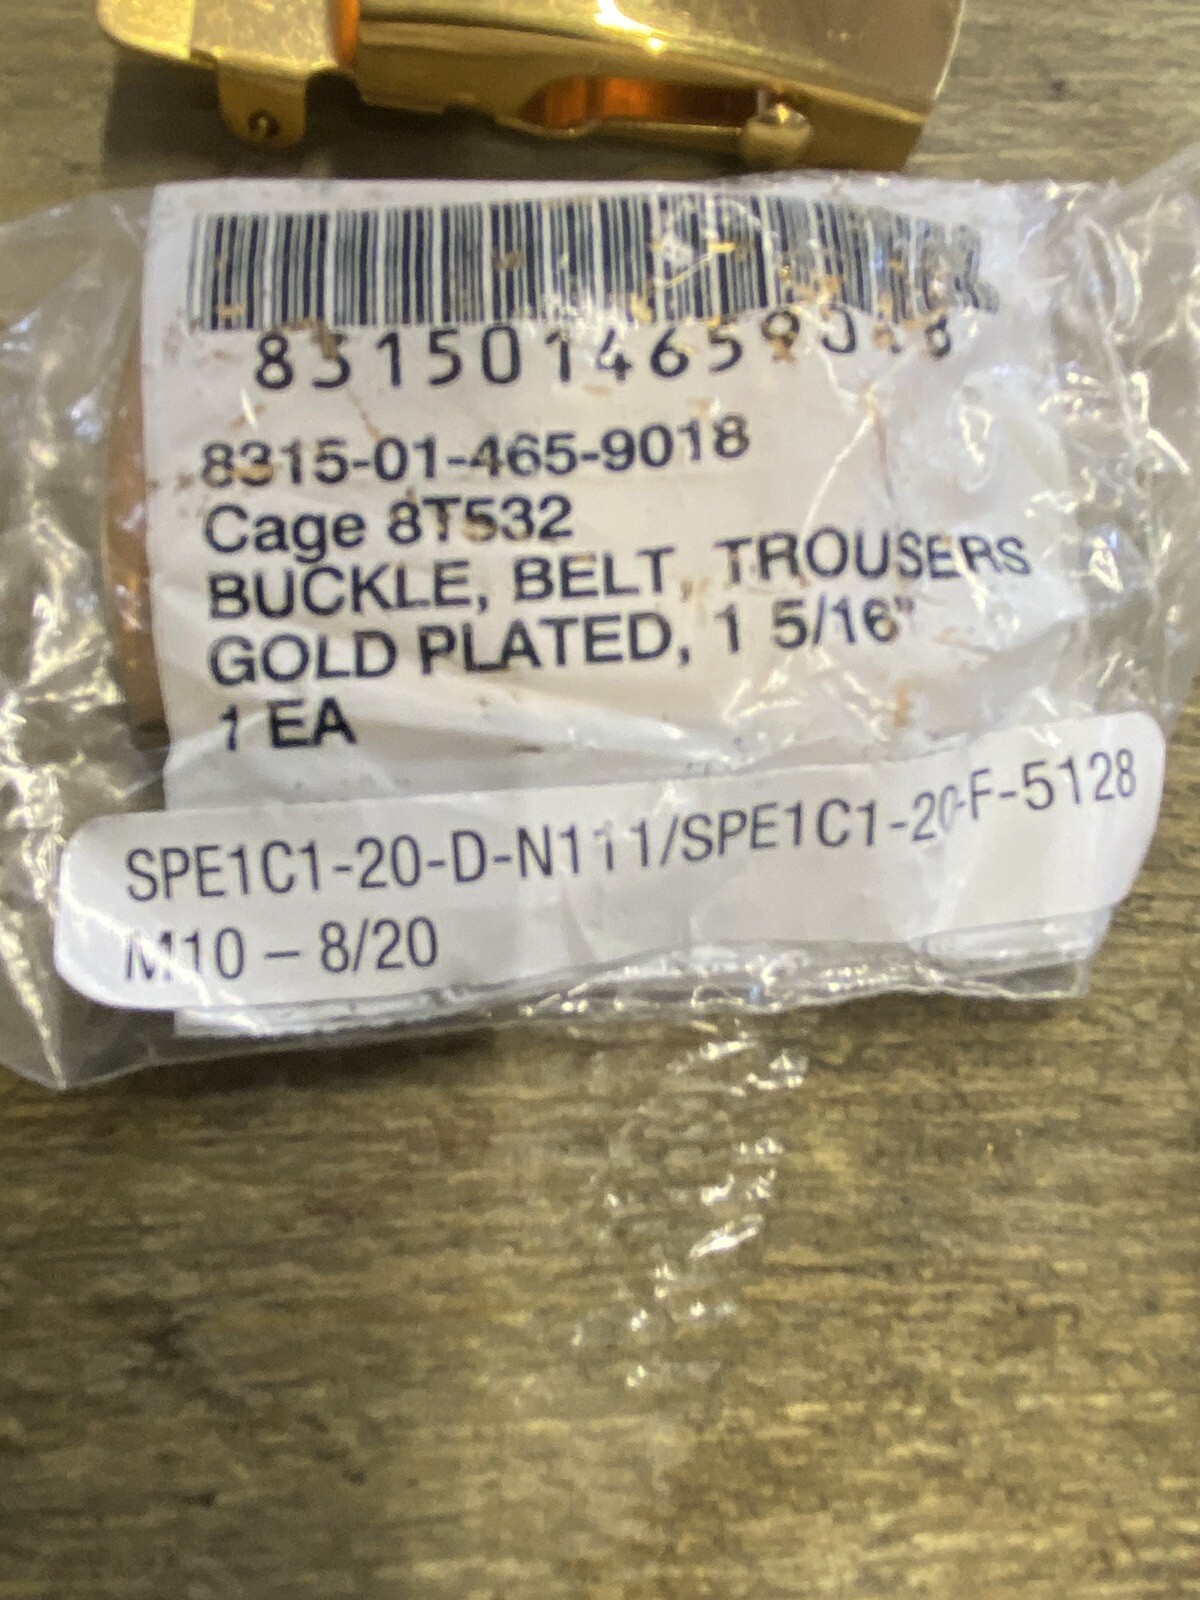 8315014659018
8315-01-465-9018
Cage 8T532
BUCKLE, BELT, TROUSERS
GOLD PLATED, 1 5/16"
1 EA
SPE1C1-20-D-N111/SPE1C1-20-F-5128
M10 – 8/20